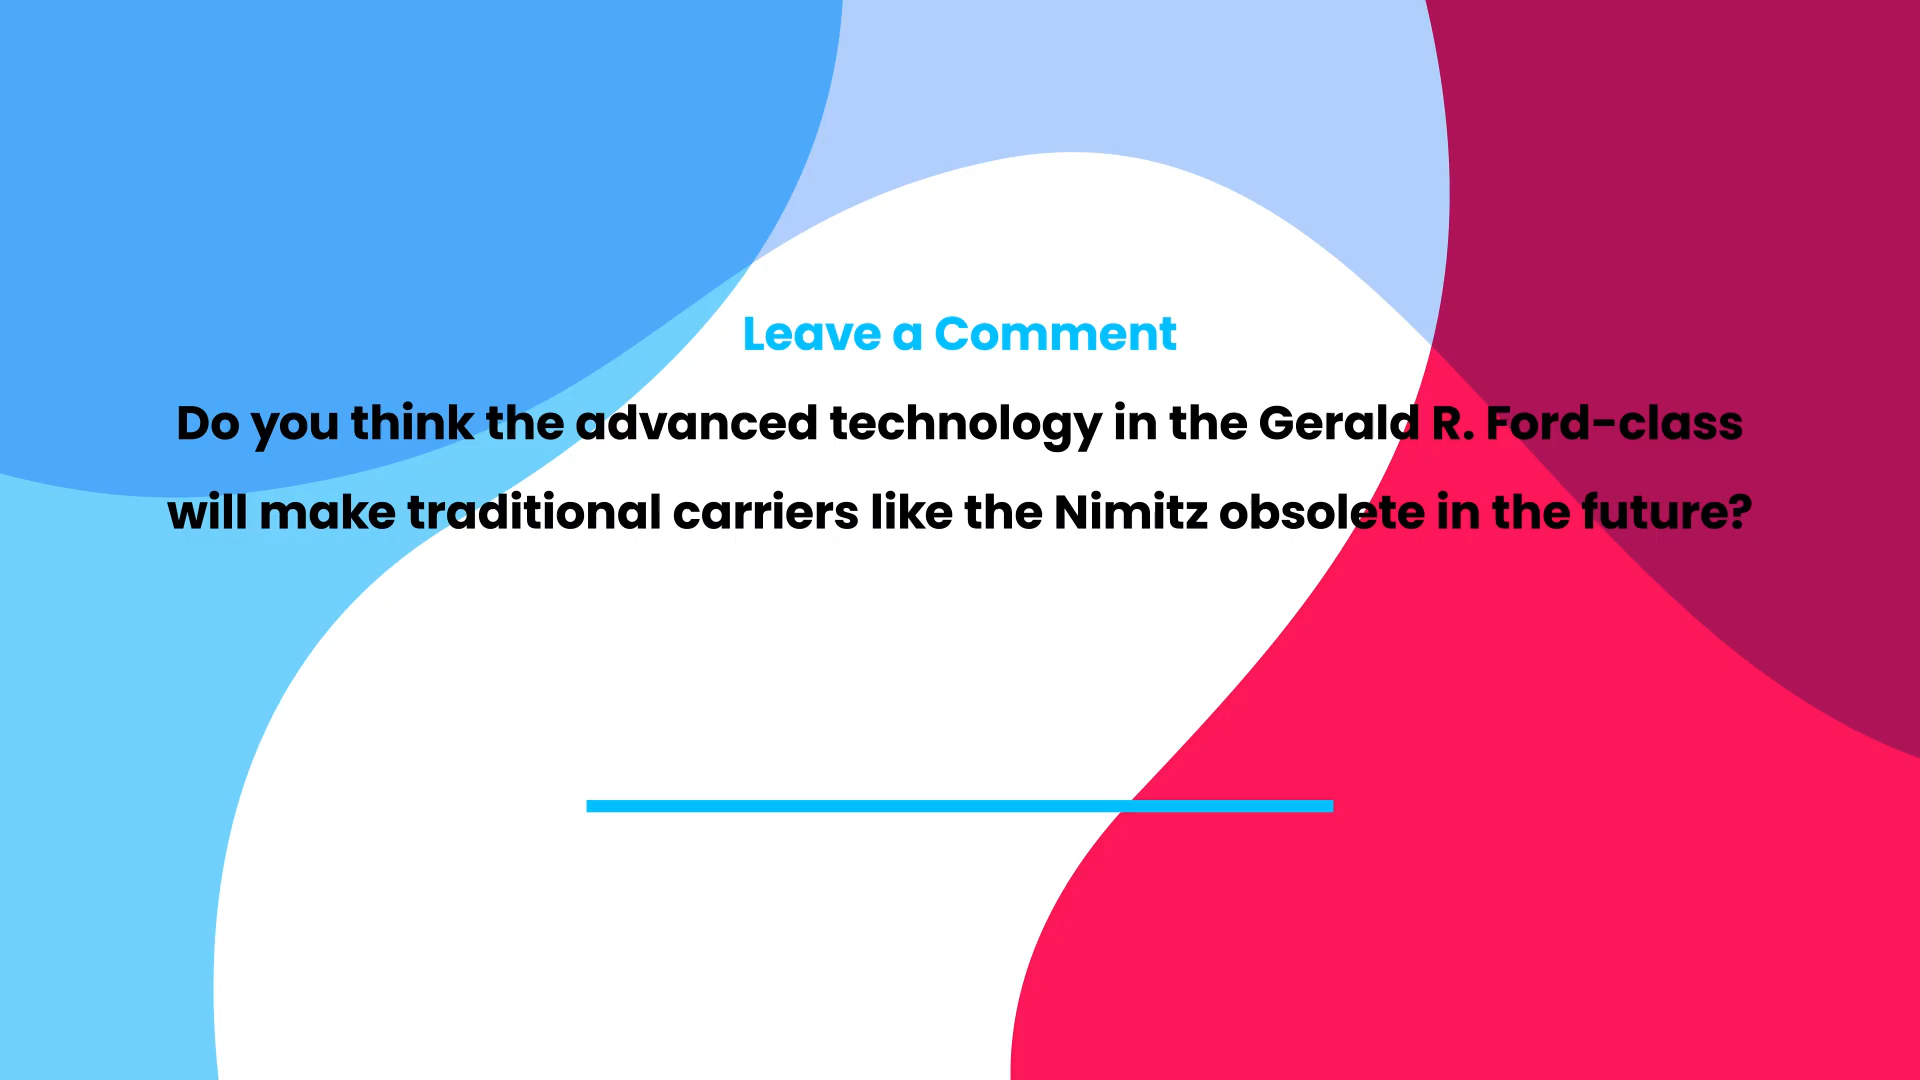 Leave a Comment
Do you think the advanced technology in the Gerald R. Ford-class
will make traditional carriers like the Nimitz obsolete in the future?